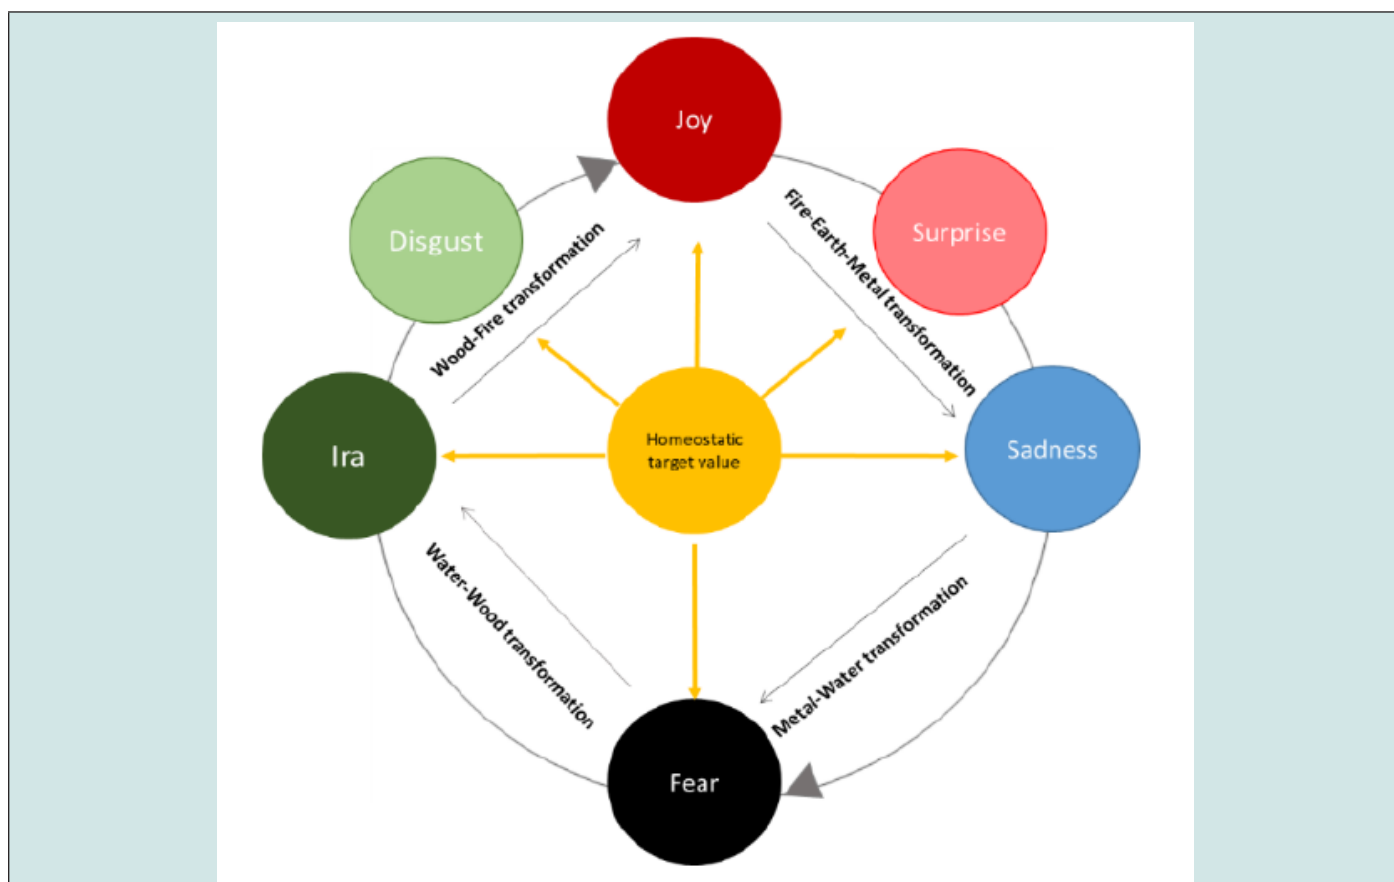 Joy
Disgust
Surprise
Wood-Fire transformation
Fire-Earth-Metal transformation
Ira
Homeostatic
target value
Sadness
Water-Wood transformation
Metal-Water transformation
Fear